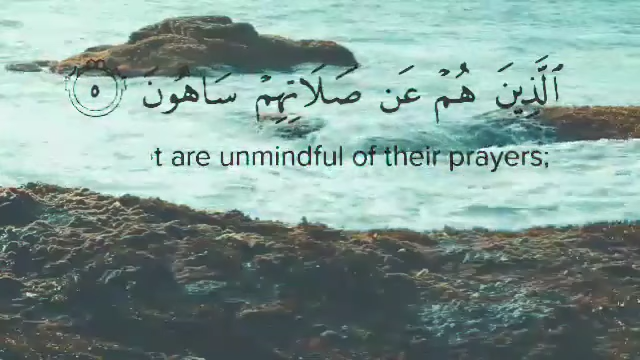 ٱلَّذِينَ هُمْ عَن صَلَاتِهِمْ سَاهُونَ ٥
t are unmindful of their prayers;